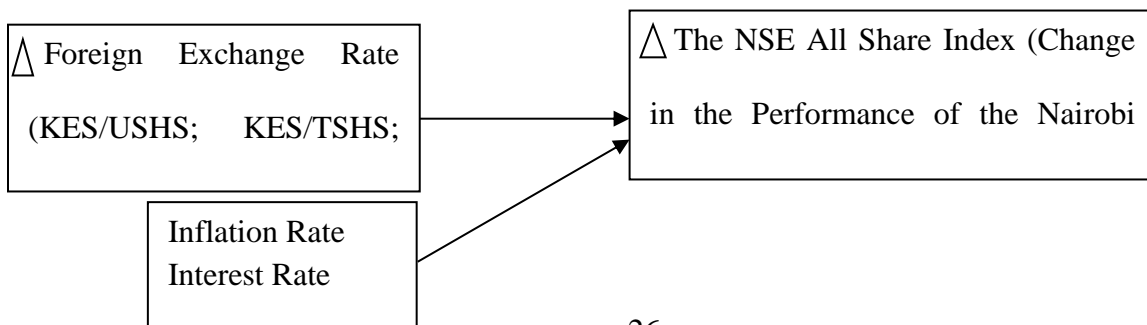 △ Foreign Exchange Rate
(KES/USHS; KES/TSHS;
△ The NSE All Share Index (Change
in the Performance of the Nairobi
Inflation Rate
Interest Rate